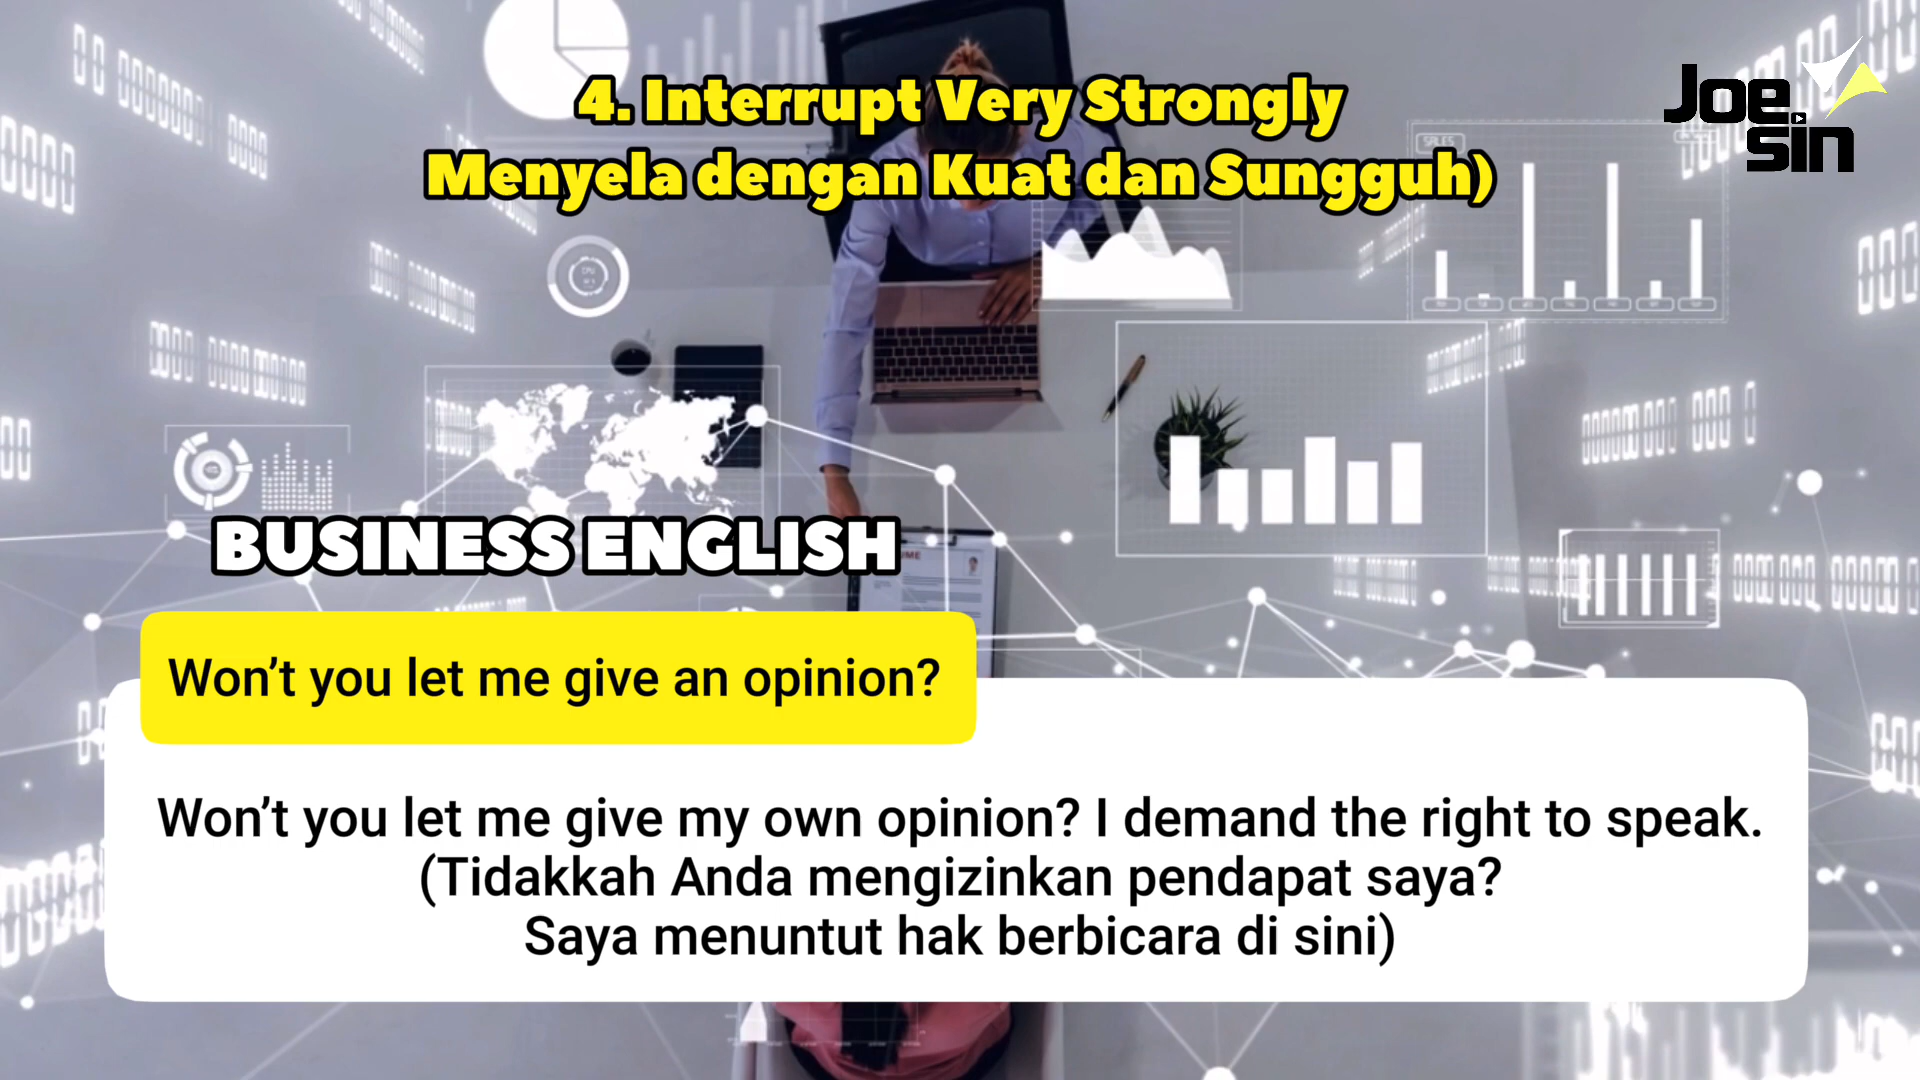 4. Interrupt Very Strongly
Menyela dengan Kuat dan Sungguh)
Joe
sin
SALES
BUSINESS ENGLISH
Won't you let me give an opinion?
Won't you let me give my own opinion? I demand the right to speak.
(Tidakkah Anda mengizinkan pendapat saya?
Saya menuntut hak berbicara di sini)